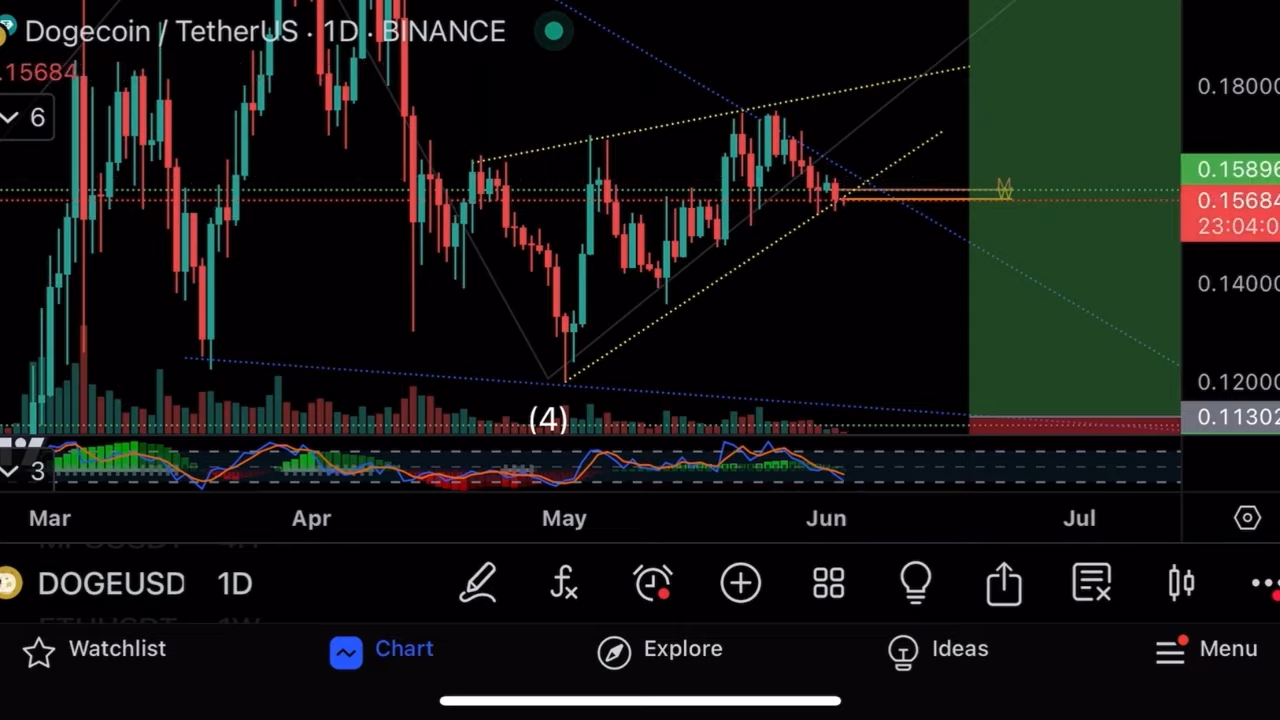 Dogecoin / TetherUS · 1D · BINANCE
.15684
6
0.18000
0.15896
0.15684
23:04:0
0.14000
0.12000
0.11302
M
W
(4)
3
Mar Apr May Jun Jul
DOGEUSD 1D
Watchlist Chart Explore Ideas Menu